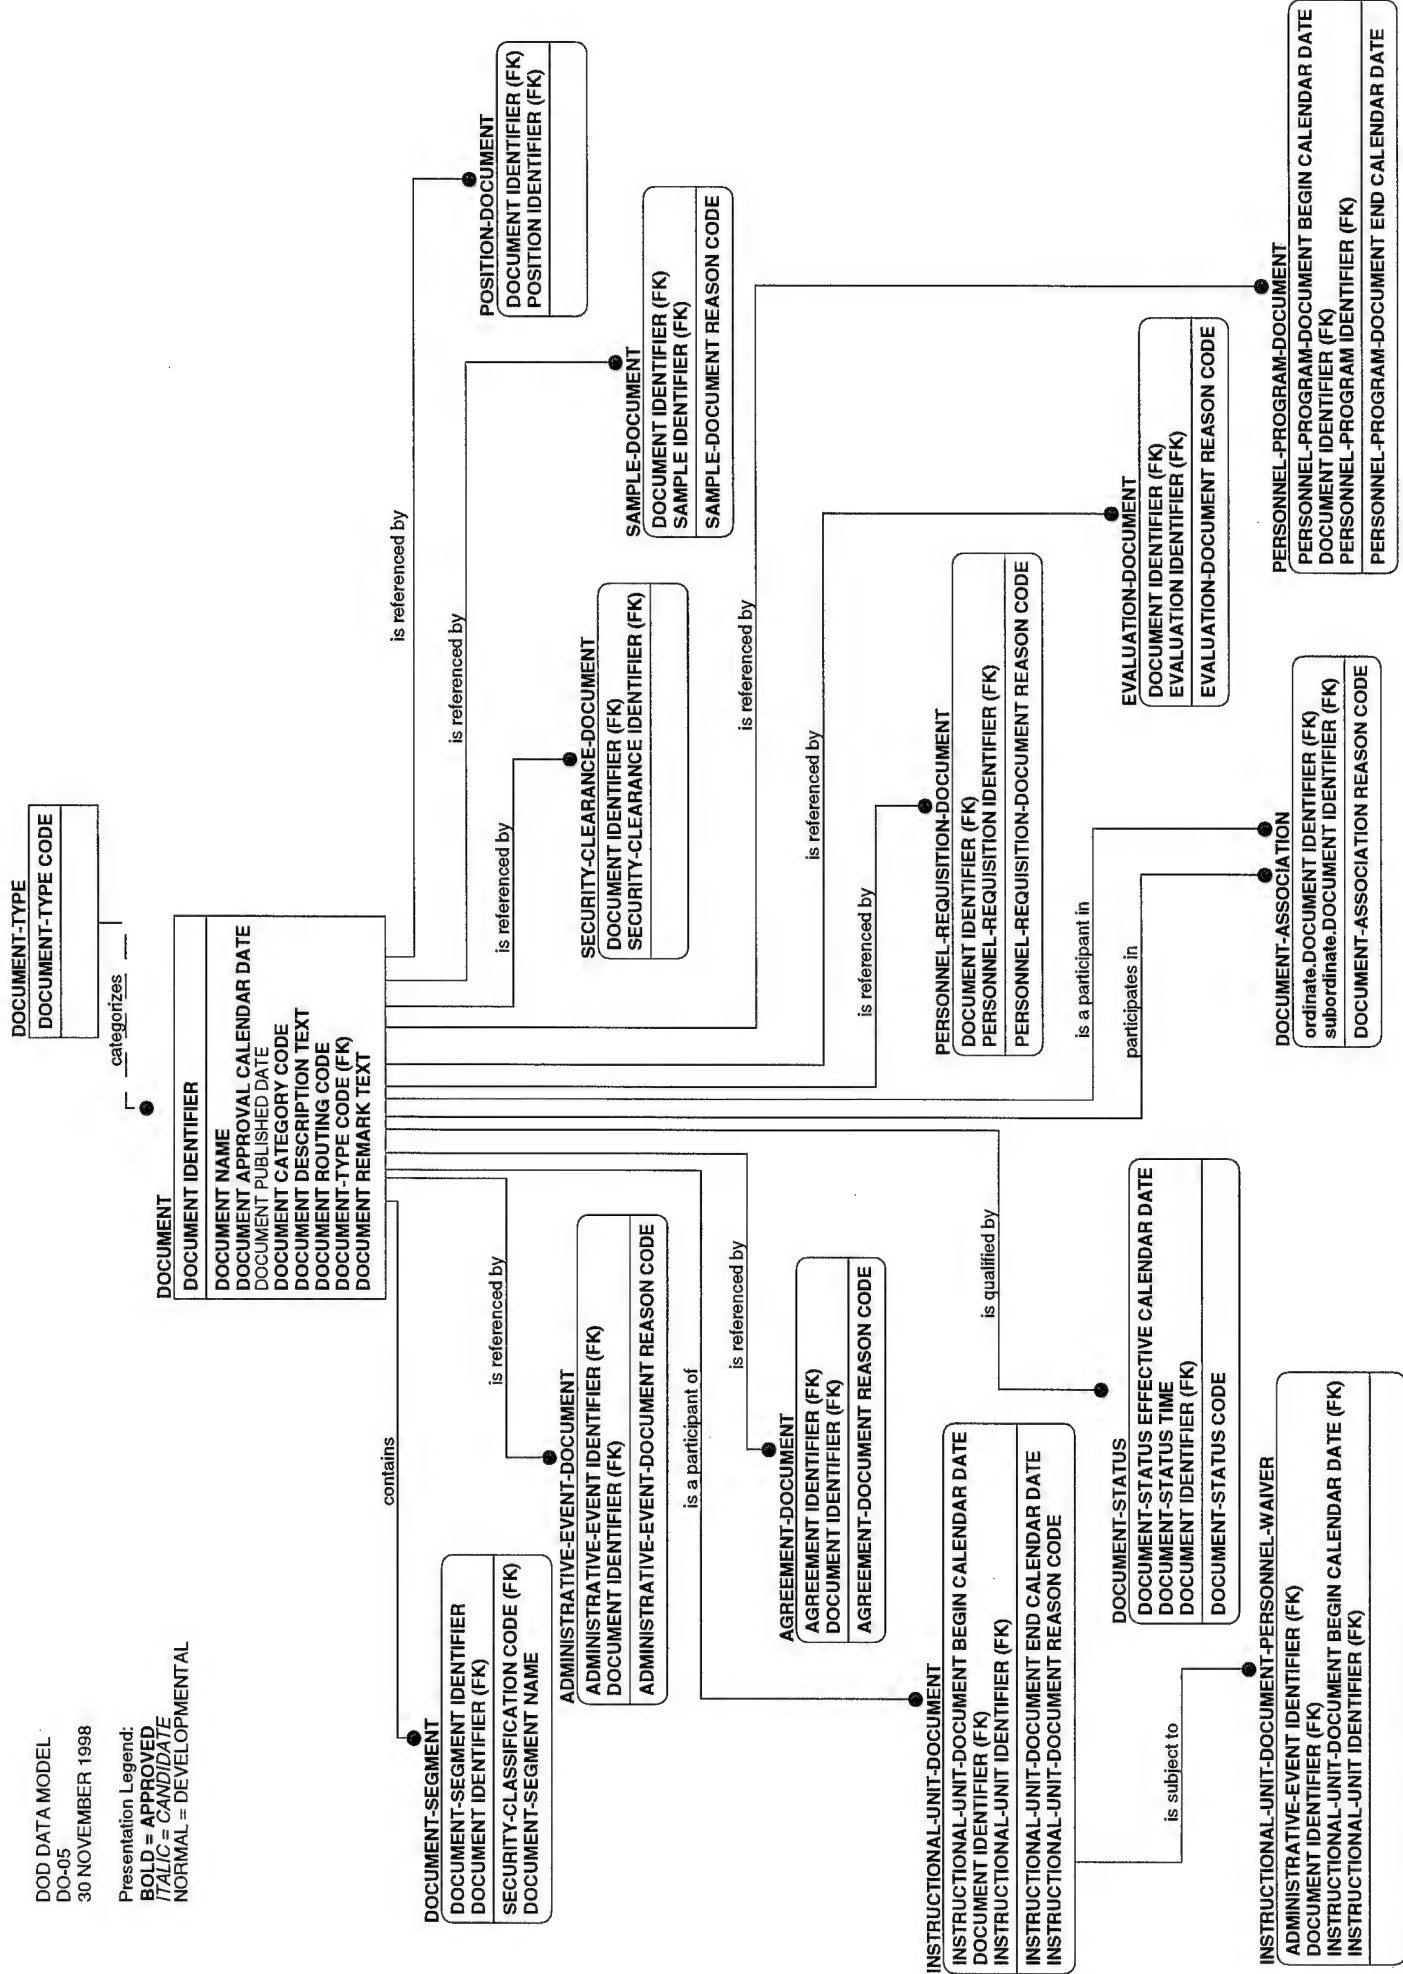 DOD DATA MODEL
DO-05
30 NOVEMBER 1998
Presentation Legend:
BOLD = APPROVED
ITALIC = CANDIDATE
NORMAL = DEVELOPMENTAL
DOCUMENT-TYPE
DOCUMENT-TYPE CODE
categorizes
DOCUMENT
DOCUMENT IDENTIFIER
DOCUMENT NAME
DOCUMENT APPROVAL CALENDAR DATE
DOCUMENT PUBLISHED DATE
DOCUMENT CATEGORY CODE
DOCUMENT DESCRIPTION TEXT
DOCUMENT ROUTING CODE
DOCUMENT-TYPE CODE (FK)
DOCUMENT REMARK TEXT
contains
DOCUMENT-SEGMENT
DOCUMENT-SEGMENT IDENTIFIER
DOCUMENT IDENTIFIER (FK)
SECURITY-CLASSIFICATION CODE (FK)
DOCUMENT-SEGMENT NAME
is referenced by
ADMINISTRATIVE-EVENT-DOCUMENT
ADMINISTRATIVE-EVENT IDENTIFIER (FK)
DOCUMENT IDENTIFIER (FK)
ADMINISTRATIVE-EVENT-DOCUMENT REASON CODE
is a participant of
is referenced by
AGREEMENT-DOCUMENT
AGREEMENT IDENTIFIER (FK)
DOCUMENT IDENTIFIER (FK)
AGREEMENT-DOCUMENT REASON CODE
INSTRUCTIONAL-UNIT-DOCUMENT
INSTRUCTIONAL-UNIT-DOCUMENT BEGIN CALENDAR DATE
DOCUMENT IDENTIFIER (FK)
INSTRUCTIONAL-UNIT IDENTIFIER (FK)
INSTRUCTIONAL-UNIT-DOCUMENT END CALENDAR DATE
INSTRUCTIONAL-UNIT-DOCUMENT REASON CODE
is qualified by
DOCUMENT-STATUS
DOCUMENT-STATUS EFFECTIVE CALENDAR DATE
DOCUMENT-STATUS TIME
DOCUMENT IDENTIFIER (FK)
DOCUMENT-STATUS CODE
is subject to
INSTRUCTIONAL-UNIT-DOCUMENT-PERSONNEL-WAIVER
ADMINISTRATIVE-EVENT IDENTIFIER (FK)
DOCUMENT IDENTIFIER (FK)
INSTRUCTIONAL-UNIT-DOCUMENT BEGIN CALENDAR DATE (FK)
INSTRUCTIONAL-UNIT IDENTIFIER (FK)
is referenced by
POSITION-DOCUMENT
DOCUMENT IDENTIFIER (FK)
POSITION IDENTIFIER (FK)
is referenced by
SAMPLE-DOCUMENT
DOCUMENT IDENTIFIER (FK)
SAMPLE IDENTIFIER (FK)
SAMPLE-DOCUMENT REASON CODE
is referenced by
SECURITY-CLEARANCE-DOCUMENT
DOCUMENT IDENTIFIER (FK)
SECURITY-CLEARANCE IDENTIFIER (FK)
is referenced by
is referenced by
is referenced by
PERSONNEL-REQUISITION-DOCUMENT
DOCUMENT IDENTIFIER (FK)
PERSONNEL-REQUISITION IDENTIFIER (FK)
PERSONNEL-REQUISITION-DOCUMENT REASON CODE
EVALUATION-DOCUMENT
DOCUMENT IDENTIFIER (FK)
EVALUATION IDENTIFIER (FK)
EVALUATION-DOCUMENT REASON CODE
is a participant in
participates in
DOCUMENT-ASSOCIATION
ordinate.DOCUMENT IDENTIFIER (FK)
subordinate.DOCUMENT IDENTIFIER (FK)
DOCUMENT-ASSOCIATION REASON CODE
PERSONNEL-PROGRAM-DOCUMENT
PERSONNEL-PROGRAM-DOCUMENT BEGIN CALENDAR DATE
DOCUMENT IDENTIFIER (FK)
PERSONNEL-PROGRAM IDENTIFIER (FK)
PERSONNEL-PROGRAM-DOCUMENT END CALENDAR DATE